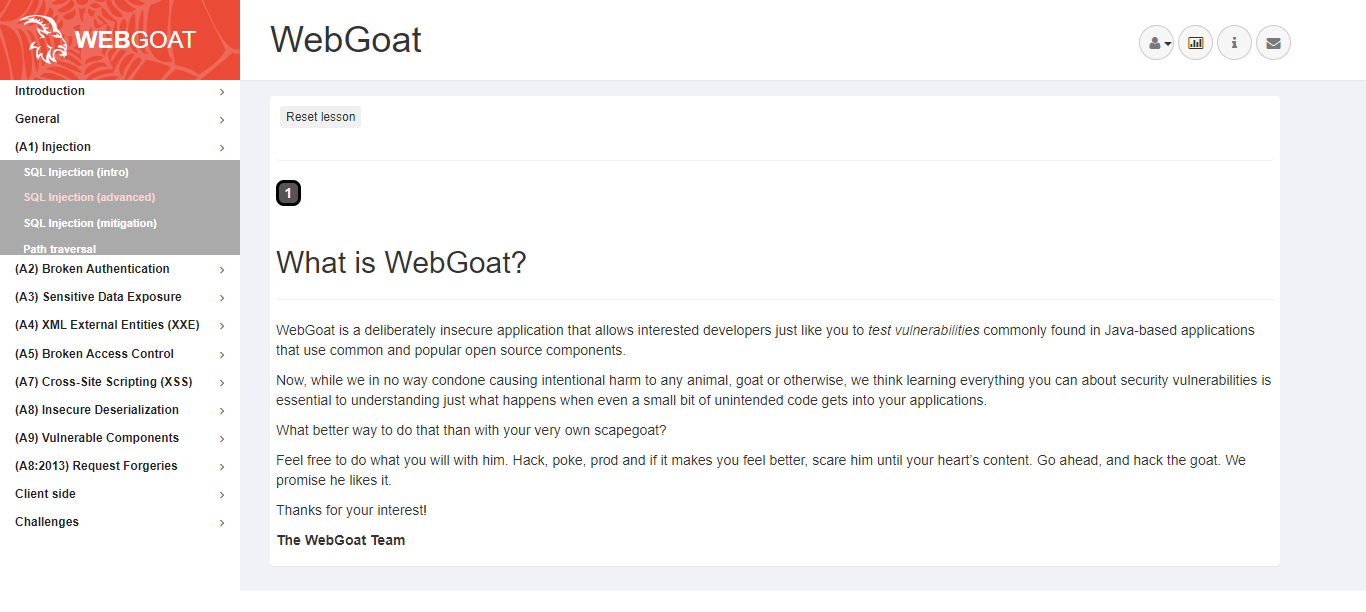 WEBGOAT
WebGoat
Introduction
General
(A1) Injection
SQL Injection (intro)
SQL Injection (advanced)
SQL Injection (mitigation)
Path traversal
(A2) Broken Authentication
(A3) Sensitive Data Exposure
(A4) XML External Entities (XXE)
(A5) Broken Access Control
(A7) Cross-Site Scripting (XSS)
(A8) Insecure Deserialization
(A9) Vulnerable Components
(A8:2013) Request Forgeries
Client side
Challenges
Reset lesson
1
What is WebGoat?
WebGoat is a deliberately insecure application that allows interested developers just like you to test vulnerabilities commonly found in Java-based applications
that use common and popular open source components.
Now, while we in no way condone causing intentional harm to any animal, goat or otherwise, we think learning everything you can about security vulnerabilities is
essential to understanding just what happens when even a small bit of unintended code gets into your applications.
What better way to do that than with your very own scapegoat?
Feel free to do what you will with him. Hack, poke, prod and if it makes you feel better, scare him until your heart’s content. Go ahead, and hack the goat. We
promise he likes it.
Thanks for your interest!
The WebGoat Team